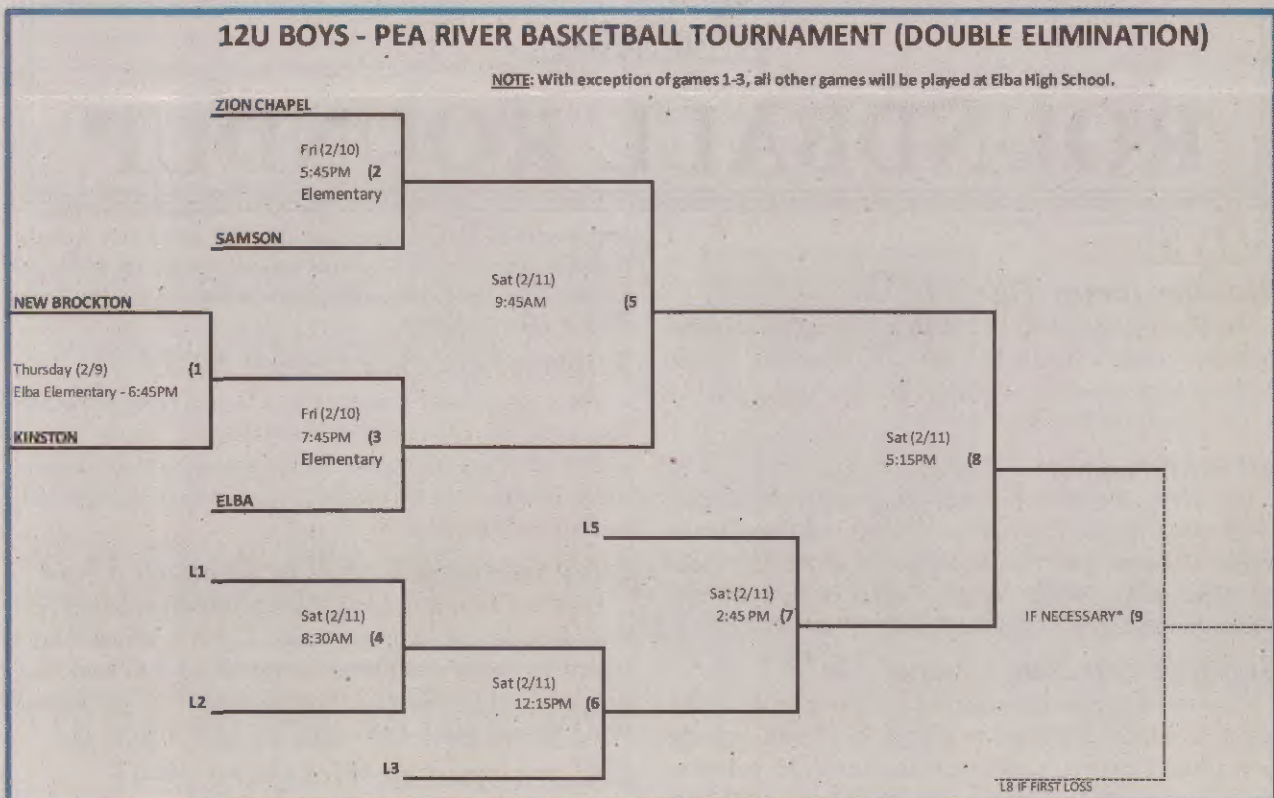 12U BOYS - PEA RIVER BASKETBALL TOURNAMENT (DOUBLE ELIMINATION)
NOTE: With exception of games 1-3, all other games will be played at Elba High School.
ZION CHAPEL
Fri (2/10)
5:45PM (2
Elementary
SAMSON
Sat (2/11)
9:45AM (5
NEW BROCKTON
Thursday (2/9) (1
Elba Elementary - 6:45PM
KINSTON
Fri (2/10)
7:45PM (3
Elementary
ELBA
Sat (2/11)
5:15PM (8
L5
L1
Sat (2/11)
8:30AM (4
L2
Sat (2/11)
2:45 PM (7
IF NECESSARY* (9
Sat (2/11)
12:15PM (6
L3
L8 IF FIRST LOSS